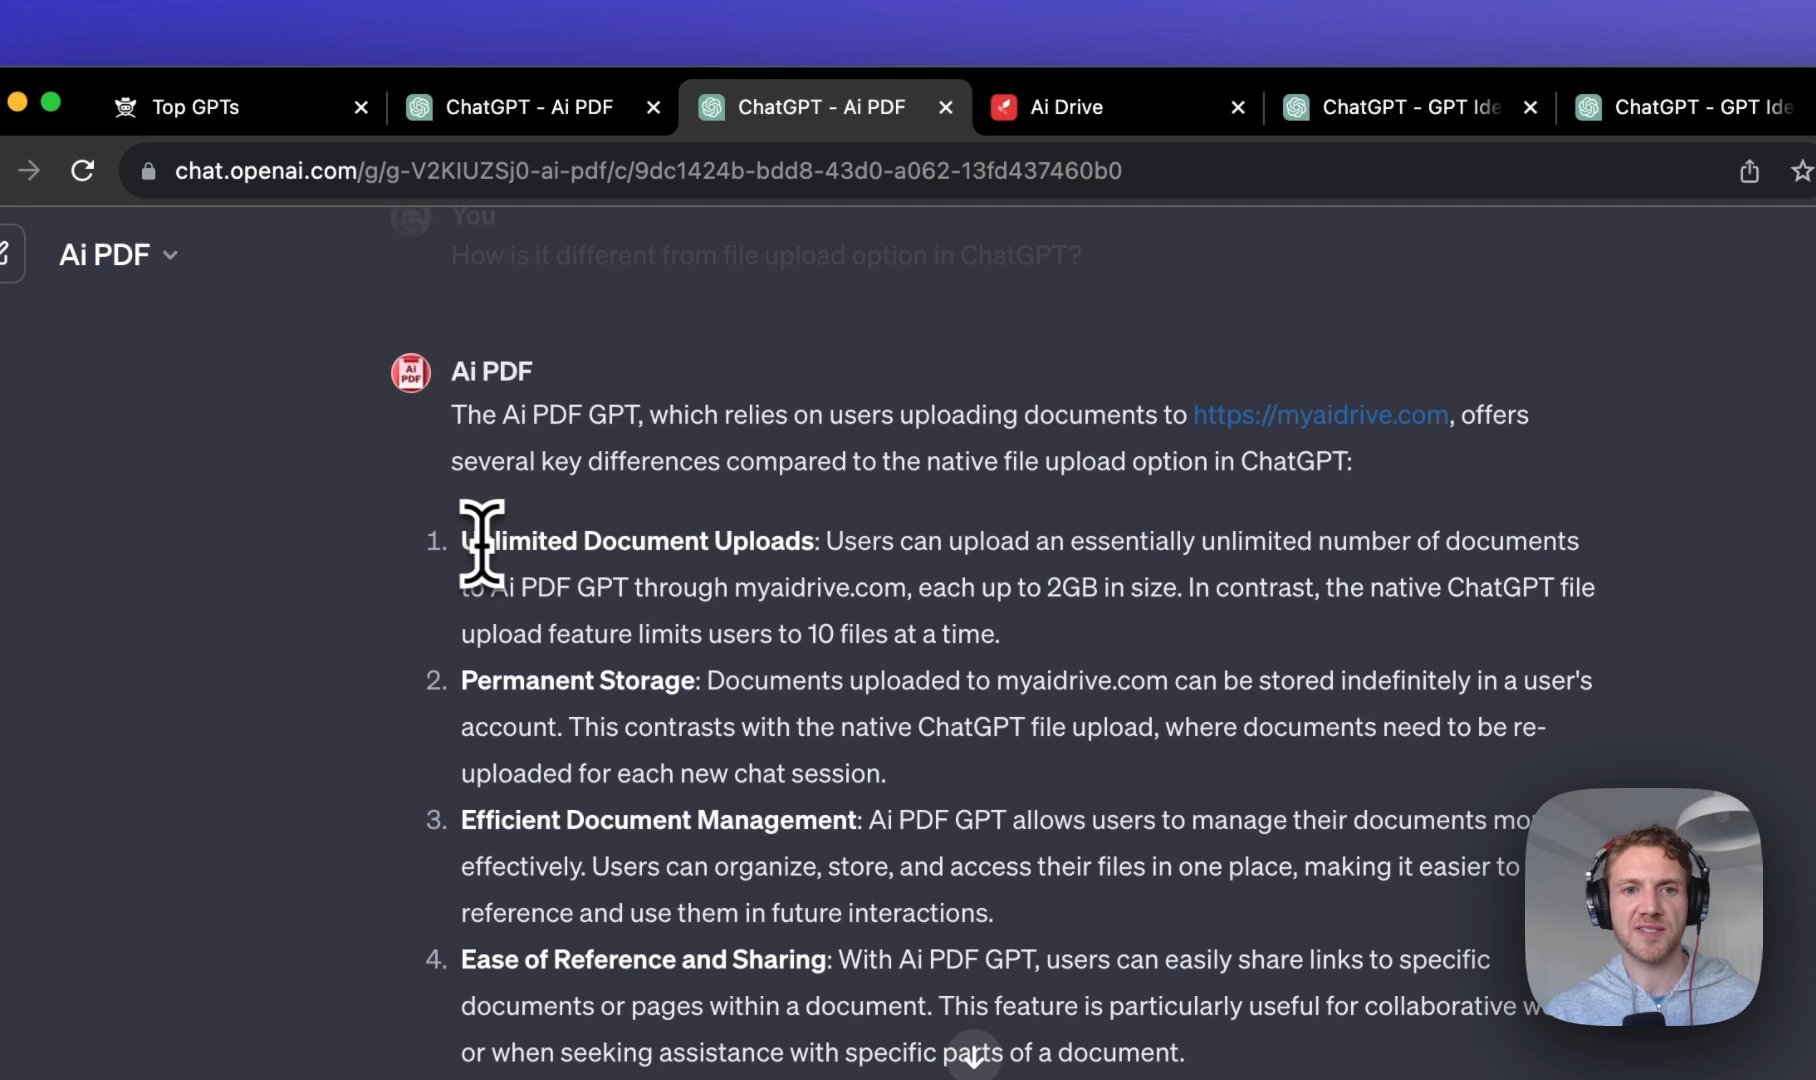 Top GPTs
ChatGPT - Ai PDF
ChatGPT - Ai PDF
Ai Drive
ChatGPT - GPT Ide
ChatGPT - GPT Ide
chat.openai.com/g/g-V2KIUZSj0-ai-pdf/c/9dc1424b-bdd8-43d0-a062-13fd437460b0
Ai PDF
You
How is it different from file upload option in ChatGPT?
Ai PDF
Ai PDF
The Ai PDF GPT, which relies on users uploading documents to https://myaidrive.com, offers
several key differences compared to the native file upload option in ChatGPT:
1. Unlimited Document Uploads: Users can upload an essentially unlimited number of documents
to Ai PDF GPT through myaidrive.com, each up to 2GB in size. In contrast, the native ChatGPT file
upload feature limits users to 10 files at a time.
2. Permanent Storage: Documents uploaded to myaidrive.com can be stored indefinitely in a user's
account. This contrasts with the native ChatGPT file upload, where documents need to be re-
uploaded for each new chat session.
3. Efficient Document Management: Ai PDF GPT allows users to manage their documents
effectively. Users can organize, store, and access their files in one place, making it easier to
reference and use them in future interactions.
4. Ease of Reference and Sharing: With Ai PDF GPT, users can easily share links to specific
documents or pages within a document. This feature is particularly useful for collaborative
or when seeking assistance with specific parts of a document.